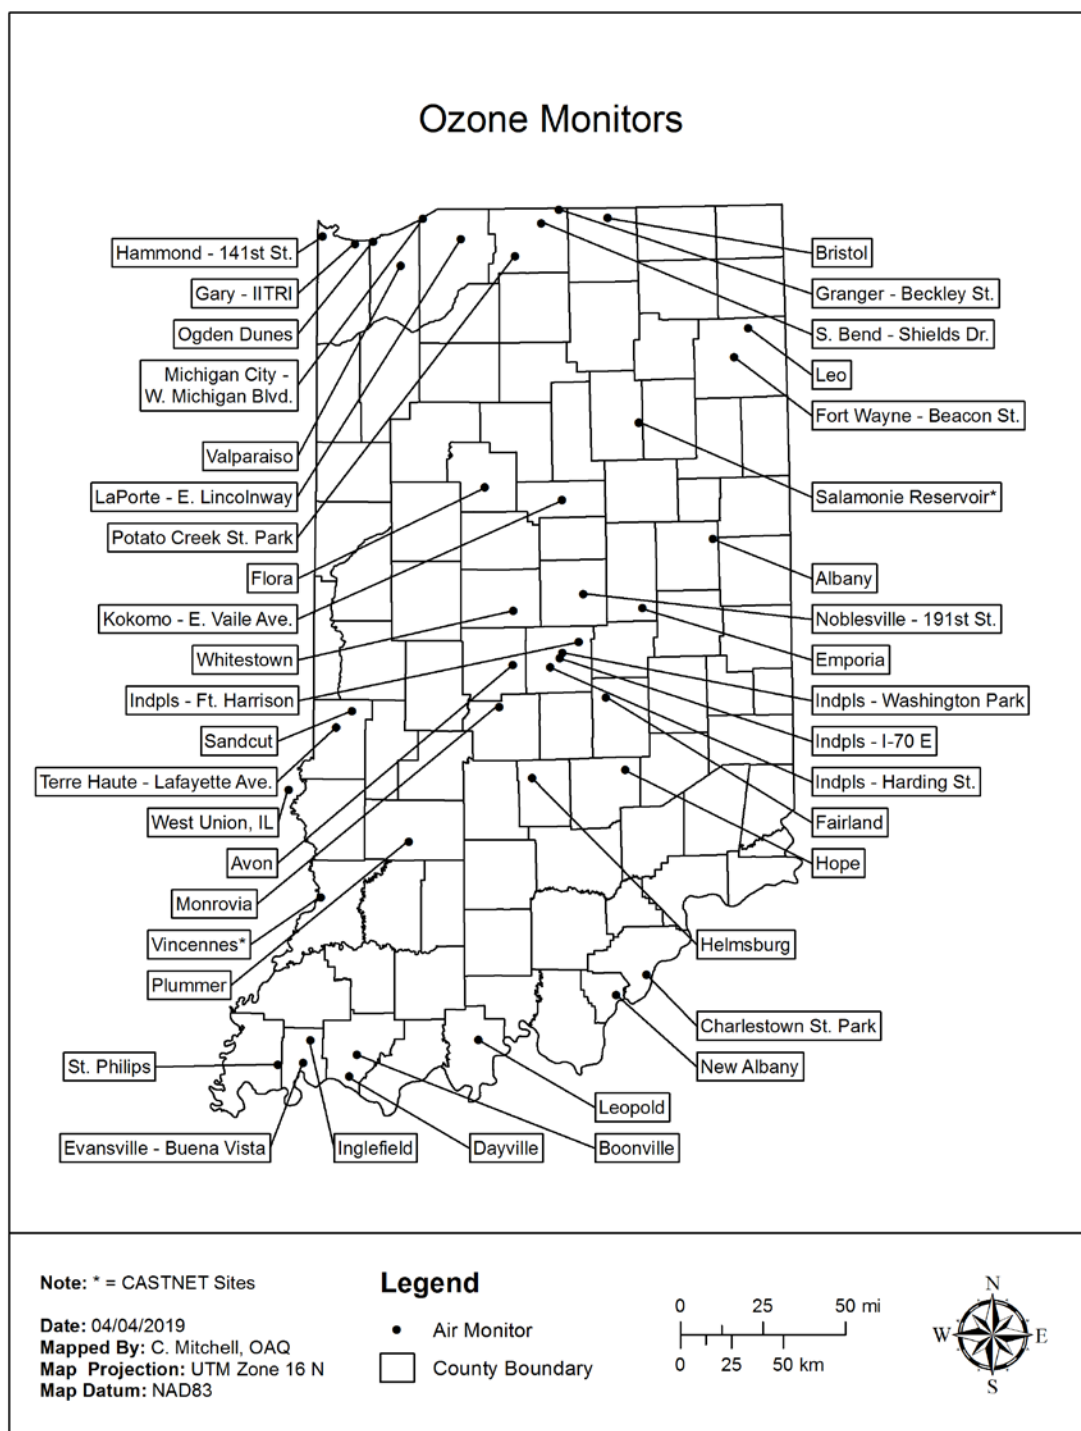 Ozone Monitors
Hammond - 141st St.
Gary - IITRI
Ogden Dunes
Michigan City -
W. Michigan Blvd.
Valparaiso
LaPorte - E. Lincolnway
Potato Creek St. Park
Flora
Kokomo - E. Vaile Ave.
Whitestown
Indpls - Ft. Harrison
Sandcut
Terre Haute - Lafayette Ave.
West Union, IL
Avon
Monrovia
Vincennes*
Plummer
St. Philips
Evansville - Buena Vista
Inglefield
Dayville
Boonville
Leopold
New Albany
Charlestown St. Park
Helmsburg
Hope
Fairland
Indpls - Harding St.
Indpls - I-70 E
Indpls - Washington Park
Emporia
Noblesville - 191st St.
Albany
Salamonie Reservoir*
Fort Wayne - Beacon St.
Leo
S. Bend - Shields Dr.
Granger - Beckley St.
Bristol
Note: * = CASTNET Sites
Date: 04/04/2019
Mapped By: C. Mitchell, OAQ
Map Projection: UTM Zone 16 N
Map Datum: NAD83
Legend
Air Monitor
County Boundary
0 25 50 mi
0 25 50 km
N
W E
S